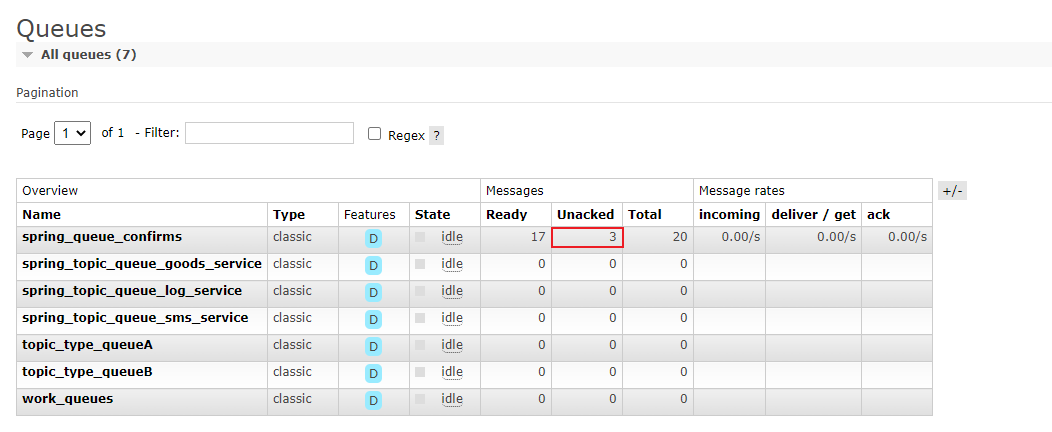 Queues
All queues (7)
Pagination
Page 1 of 1 - Filter: Regex ?
Overview Messages Message rates +/-
Name Type Features State Ready Unacked Total incoming deliver / get ack
spring_queue_confirms classic D idle 17 3 20 0.00/s 0.00/s 0.00/s
spring_topic_queue_goods_service classic D idle 0 0 0
spring_topic_queue_log_service classic D idle 0 0 0
spring_topic_queue_sms_service classic D idle 0 0 0
topic_type_queueA classic D idle 0 0 0
topic_type_queueB classic D idle 0 0 0
work_queues classic D idle 0 0 0